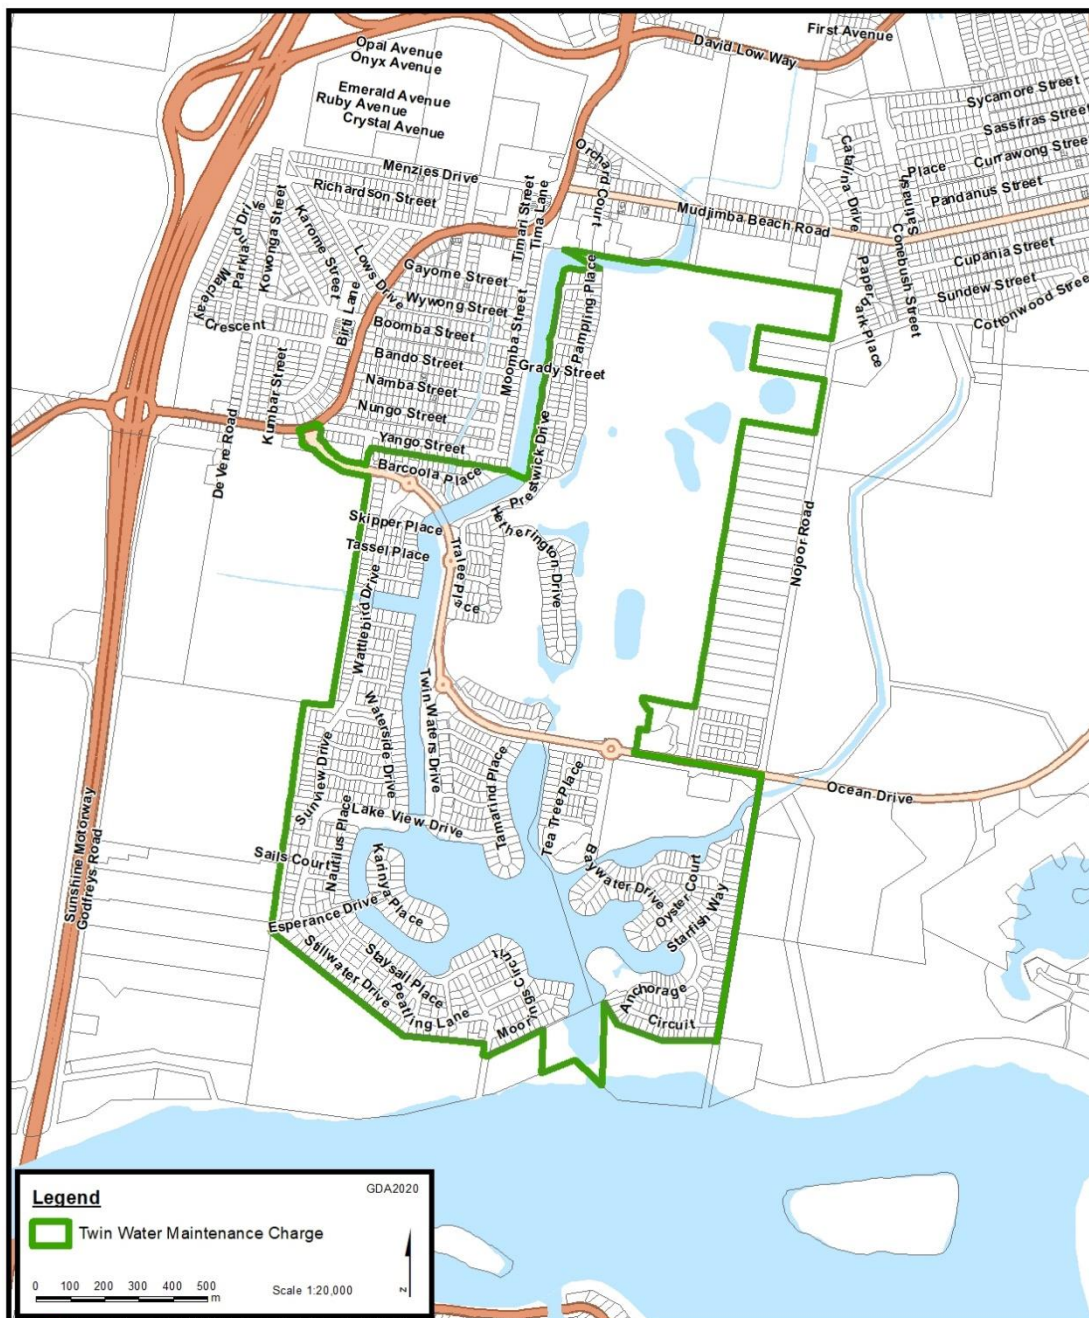 First Avenue
David Low Way
Opal Avenue
Onyx Avenue
Emerald Avenue
Ruby Avenue
Crystal Avenue
Sycamore Street
Sassifras Street
Currawong Street
Place
Pandanus Street
Catalina Drive
Saltash
Orchard Court
Menzies Drive
Richardson Street
Mudjimba Beach Road
Timari Street
Tima Lane
Parkland Drive
Kowonga Street
Karrome Street
Lows Drive
Macleay
Crescent
Birti Lane
Gayome Street
Wywong Street
Boomba Street
Bando Street
Namba Street
Nungo Street
Yango Street
Moomba Street
Pampling Place
Grady Street
Conebush Street
Cupania Street
Sundew Street
Cottonwood Street
Paperbark Place
Kumbar Street
De Vere Road
Barcoola Place
Prestwick Drive
Skipper Place
Tassel Place
Hetherington Drive
Tralee Place
Nojoor Road
Wattlebird Drive
Waterside Drive
Twin Waters Drive
Sunview Drive
Tamarind Place
Tea Tree Place
Ocean Drive
Lake View Drive
Nautilus Place
Sails Court
Karinya Place
Baywater Drive
Oyster Court
Starfish Way
Esperance Drive
Stillwater Drive
Staysail Place
Peatling Lane
Moorings Circuit
Anchorage
Circuit
Sunshine Motorway
Godfreys Road
Legend
GDA2020
Twin Water Maintenance Charge
0 100 200 300 400 500
m
Scale 1:20,000
z